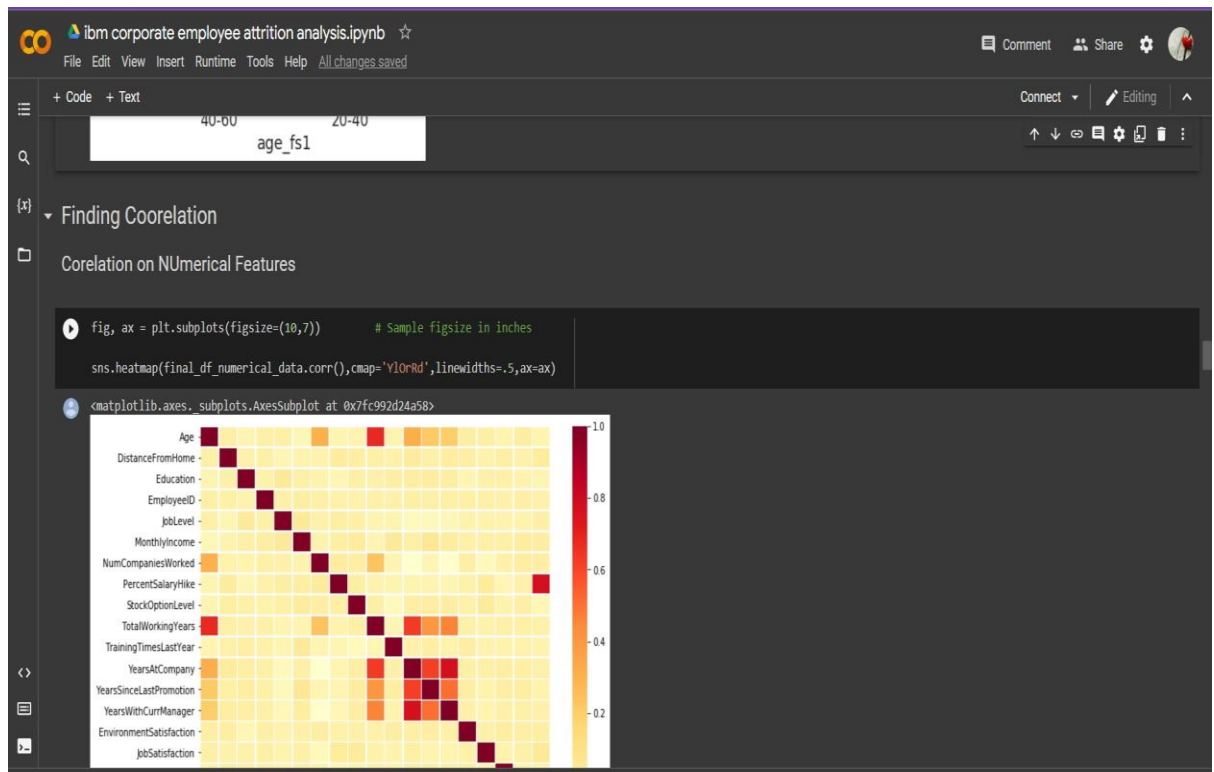 ibm corporate employee attrition analysis.ipynb
Comment
Share
File Edit View Insert Runtime Tools Help All changes saved
+ Code + Text
Connect
Editing
40-60 20-40
age_fs1
{x}
Finding Coorelation
Corelation on NUmerical Features
fig, ax = plt.subplots(figsize=(10,7)) # Sample figsize in inches
sns.heatmap(final_df_numerical_data.corr(),cmap='YlOrRd',linewidths=.5,ax=ax)
<matplotlib.axes._subplots.AxesSubplot at 0x7fc992d24a58>
Age
DistanceFromHome
Education
EmployeeID
JobLevel
MonthlyIncome
NumCompaniesWorked
PercentSalaryHike
StockOptionLevel
TotalWorkingYears
TrainingTimesLastYear
YearsAtCompany
YearsSinceLastPromotion
YearsWithCurrManager
EnvironmentSatisfaction
JobSatisfaction
1.0
0.8
0.6
0.4
0.2